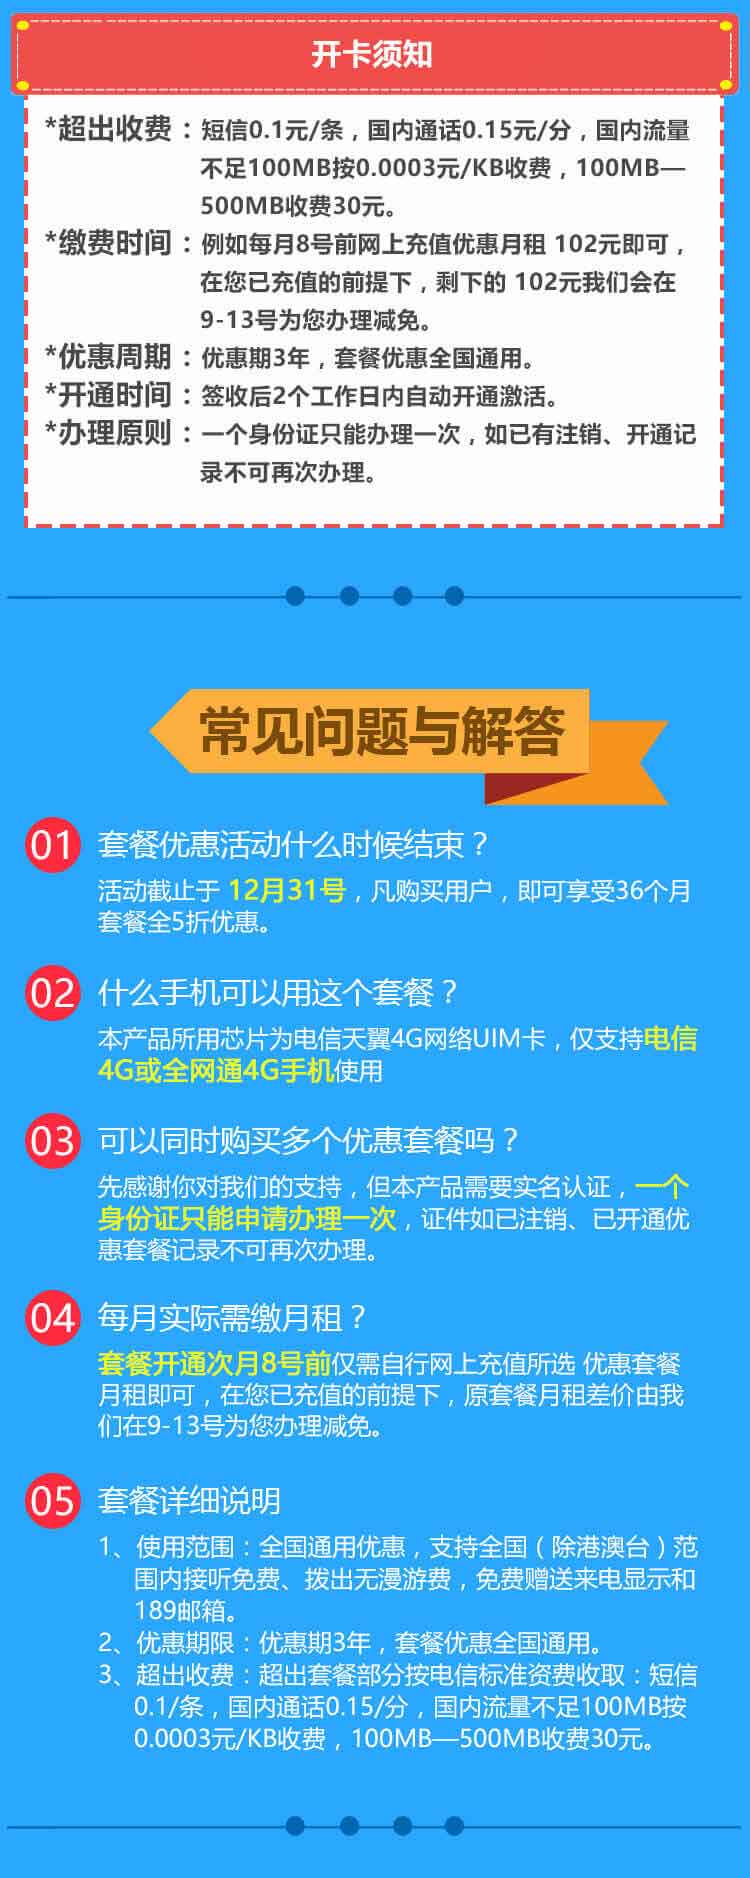 开卡须知
*超出收费：短信0.1元/条，国内通话0.15元/分，国内流量
不足100MB按0.0003元/KB收费，100MB—
500MB收费30元。
*缴费时间：例如每月8号前网上充值优惠月租 102元即可，
在您已充值的前提下，剩下的 102元我们会在
9-13号为您办理减免。
*优惠周期：优惠期3年，套餐优惠全国通用。
*开通时间：签收后2个工作日内自动开通激活。
*办理原则：一个身份证只能办理一次，如已有注销、开通记
录不可再次办理。
常见问题与解答
01 套餐优惠活动什么时候结束？
活动截止于 12月31号，凡购买用户，即可享受36个月
套餐全5折优惠。
02 什么手机可以用这个套餐？
本产品所用芯片为电信天翼4G网络UIM卡，仅支持电信
4G或全网通4G手机使用
03 可以同时购买多个优惠套餐吗？
先感谢你对我们的支持，但本产品需要实名认证，一个
身份证只能申请办理一次，证件如已注销、已开通优
惠套餐记录不可再次办理。
04 每月实际需缴月租？
套餐开通次月8号前仅需自行网上充值所选 优惠套餐
月租即可，在您已充值的前提下，原套餐月租差价由我
们在9-13号为您办理减免。
05 套餐详细说明
1、使用范围：全国通用优惠，支持全国（除港澳台）范
围内接听免费、拨出无漫游费，免费赠送来电显示和
189邮箱。
2、优惠期限：优惠期3年，套餐优惠全国通用。
3、超出收费：超出套餐部分按电信标准资费收取：短信
0.1/条，国内通话0.15/分，国内流量不足100MB按
0.0003元/KB收费，100MB—500MB收费30元。